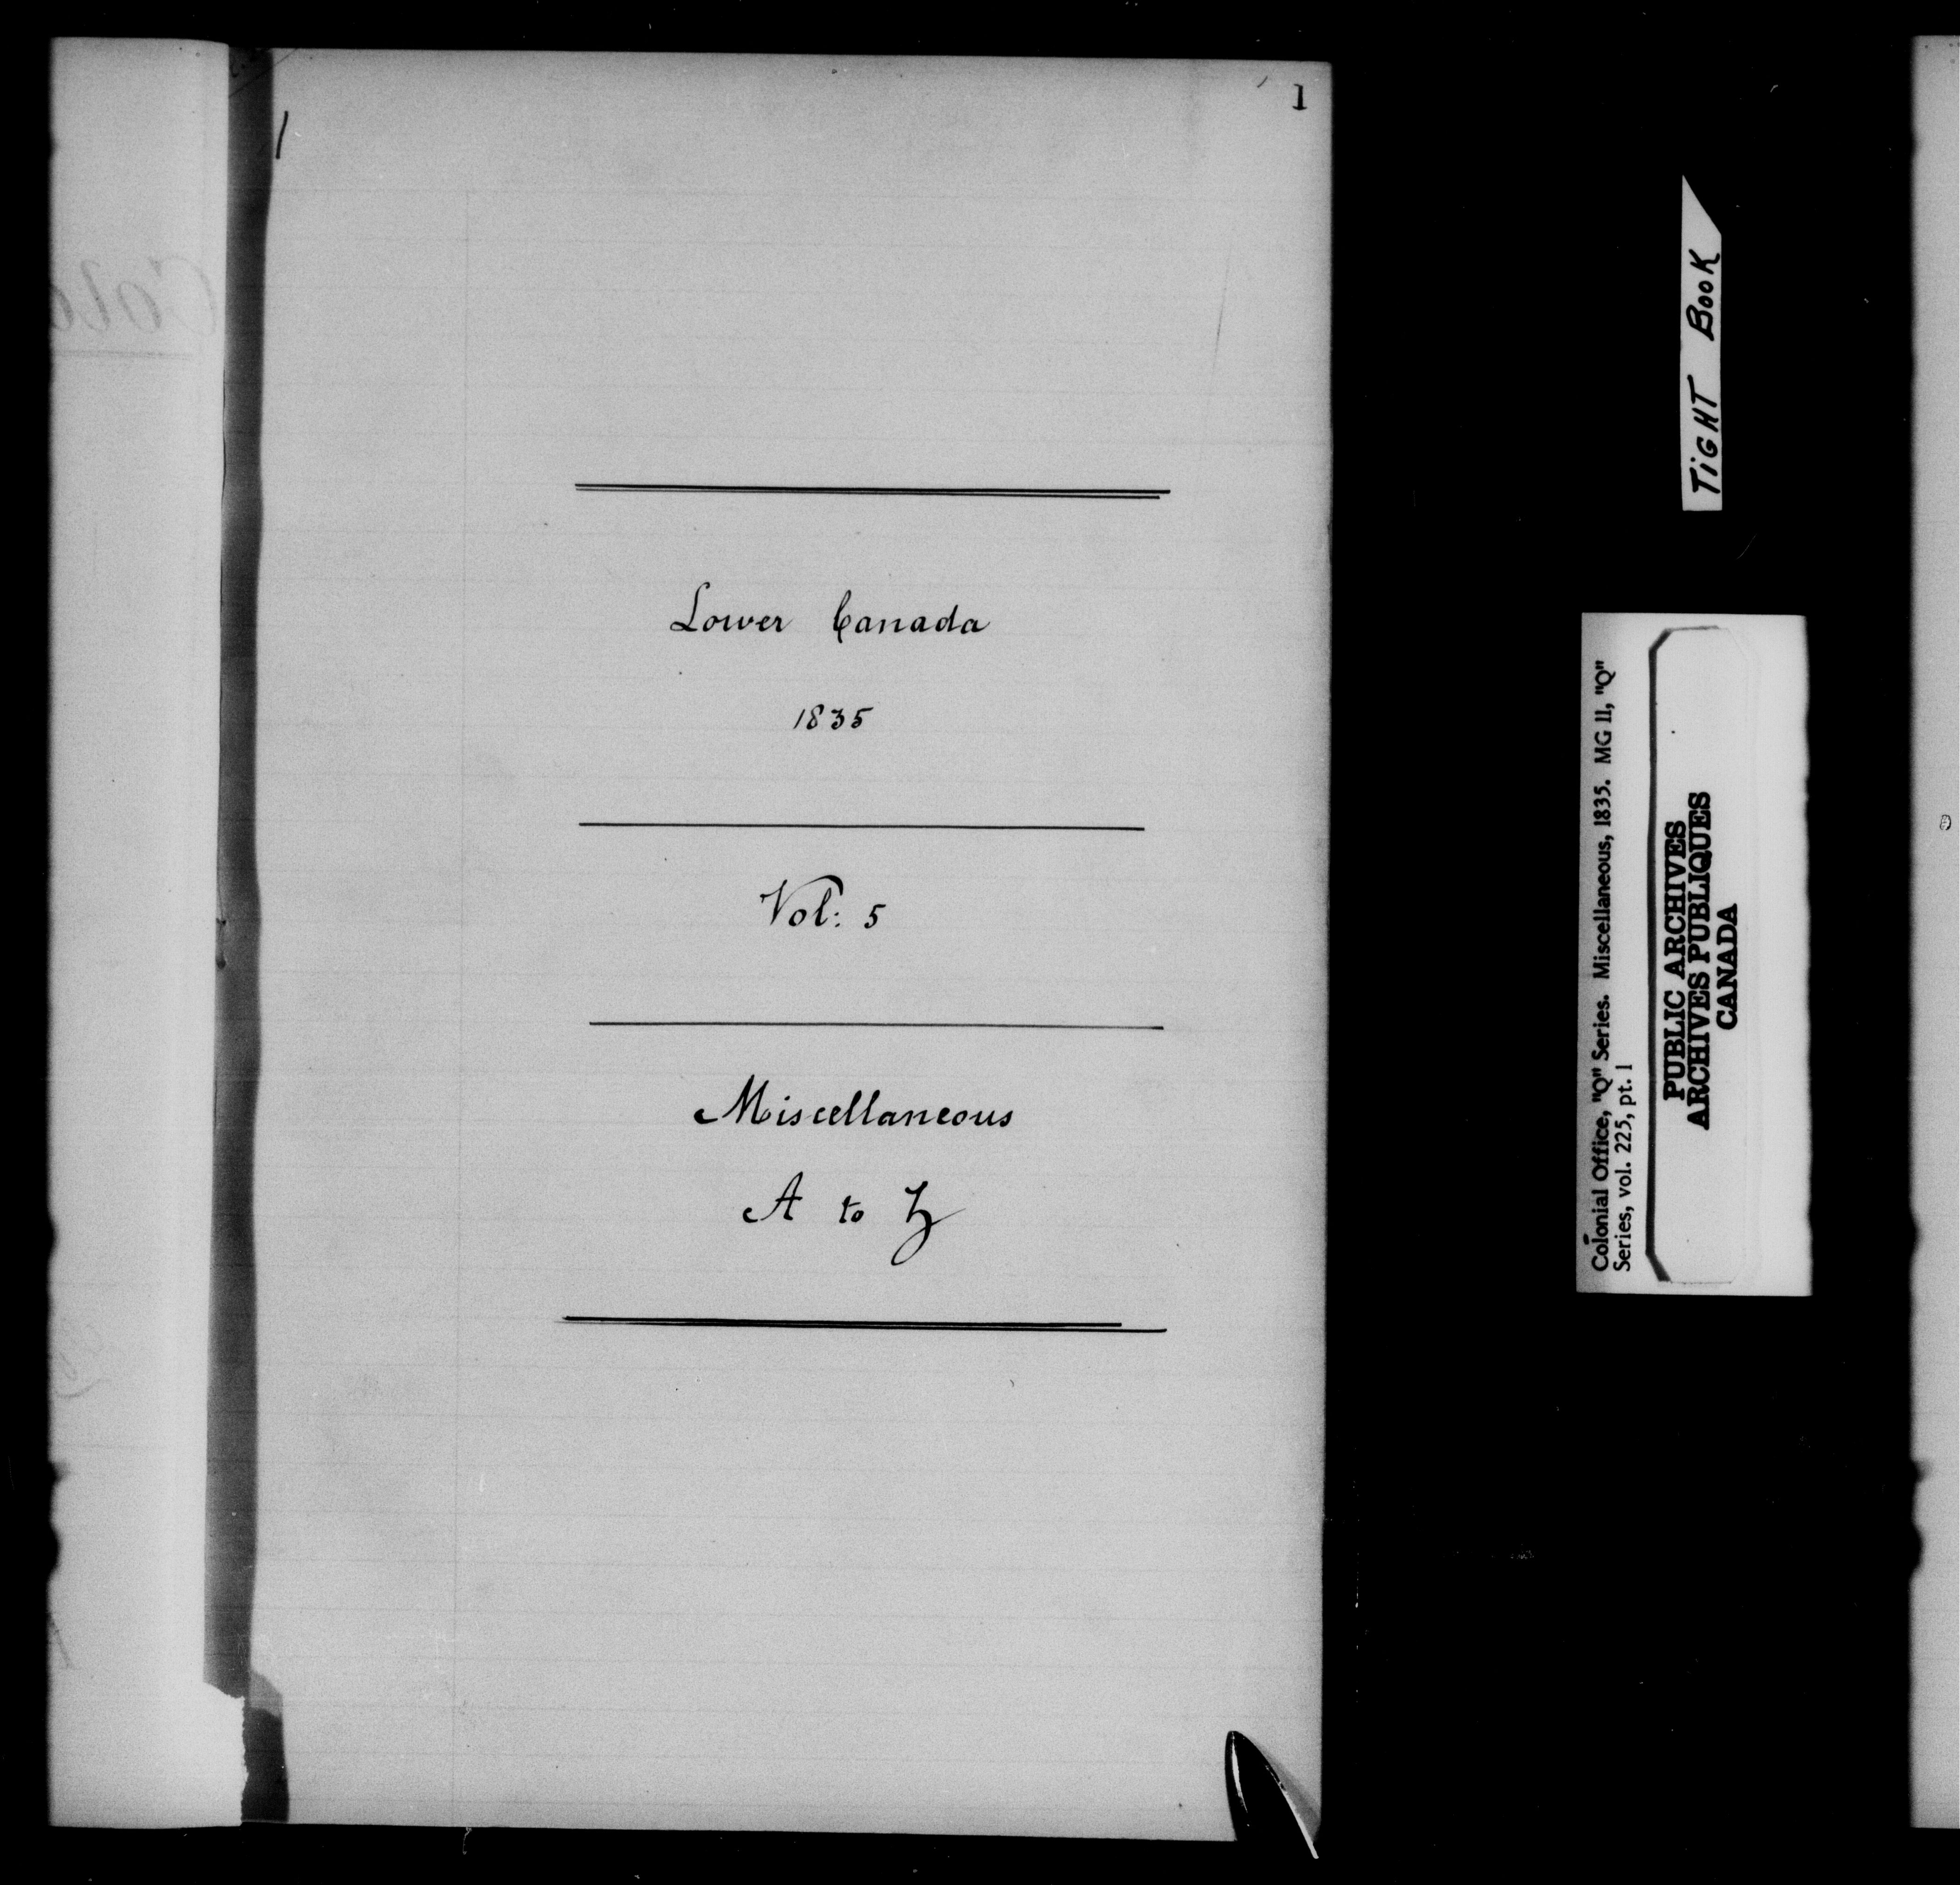 1
Lower Canada
1835
Vol: 5
Miscellaneous
A to Z
TiGHT BooK
Colonial Office, "Q" Series. Miscellaneous, 1835. MG 11, "Q"
Series, vol. 225, pt. 1
PUBLIC ARCHIVES
ARCHIVES PUBLIQUES
CANADA